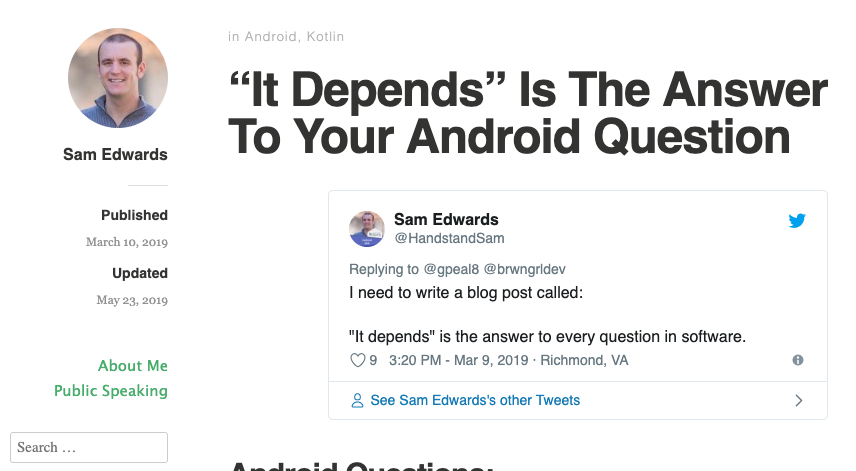 in Android, Kotlin
“It Depends” Is The Answer
To Your Android Question
Sam Edwards
Published
March 10, 2019
Updated
May 23, 2019
About Me
Public Speaking
Search …
Sam Edwards
@HandstandSam
Replying to @gpeal8 @brwngrldev
I need to write a blog post called:
"It depends" is the answer to every question in software.
9 3:20 PM - Mar 9, 2019 · Richmond, VA
See Sam Edwards's other Tweets
Android Questions: